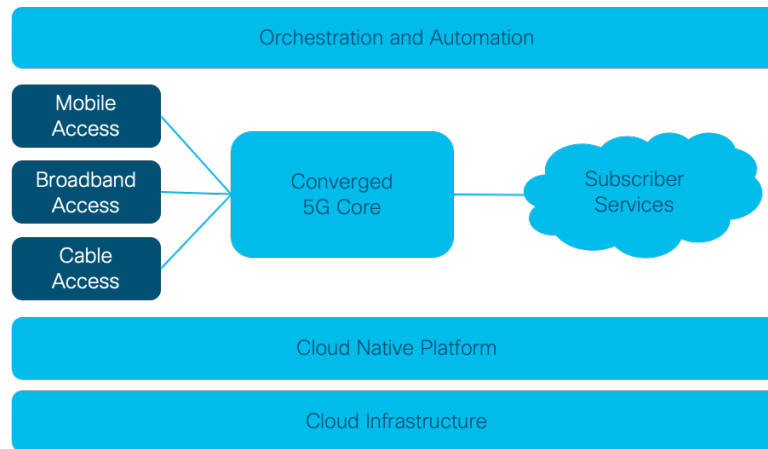 Orchestration and Automation
Mobile
Access
Broadband
Access
Cable
Access
Converged
5G Core
Subscriber
Services
Cloud Native Platform
Cloud Infrastructure